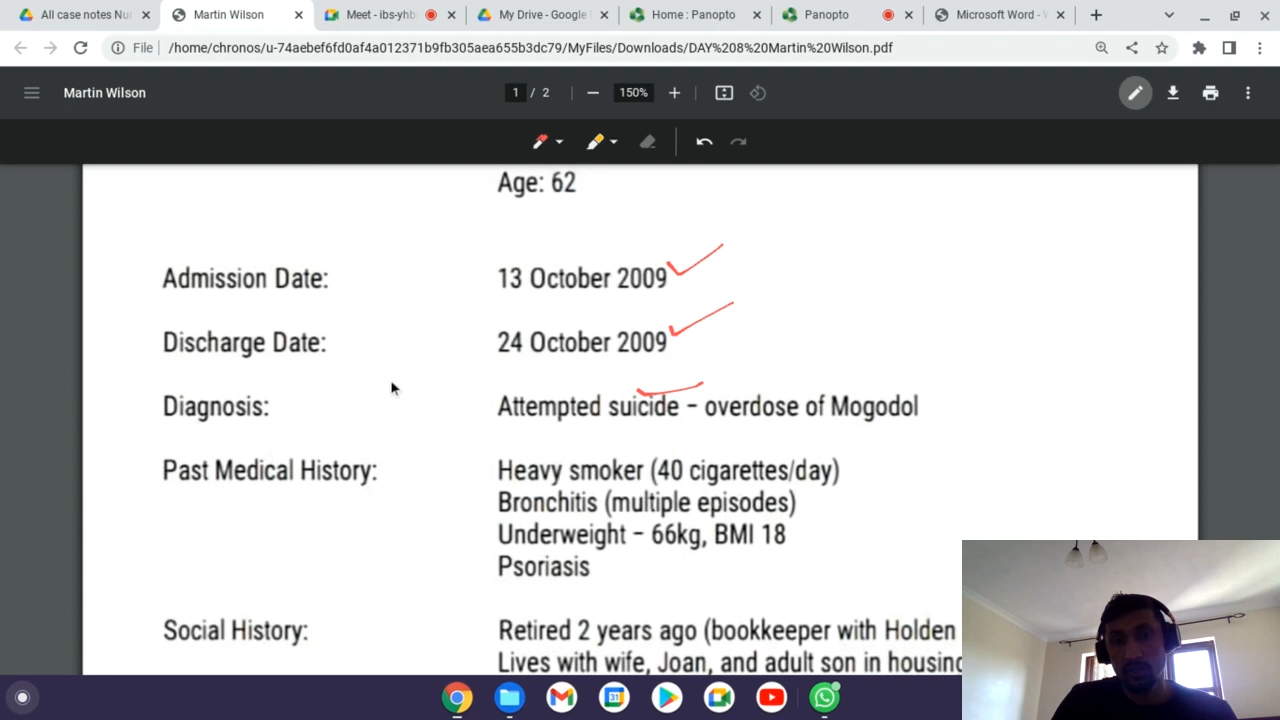 All case notes Nur
Martin Wilson
Meet - ibs-yhb
My Drive - Google
Home : Panopto
Panopto
Microsoft Word -
File
/home/chronos/u-74aebef6fd0af4a012371b9fb305aea655b3dc79/MyFiles/Downloads/DAY%208%20Martin%20Wilson.pdf
Martin Wilson
1 / 2
150%
Age: 62
Admission Date: 13 October 2009
Discharge Date: 24 October 2009
Diagnosis: Attempted suicide – overdose of Mogodol
Past Medical History: Heavy smoker (40 cigarettes/day)
Bronchitis (multiple episodes)
Underweight – 66kg, BMI 18
Psoriasis
Social History: Retired 2 years ago (bookkeeper with Holden
Lives with wife, Joan, and adult son in housing
31